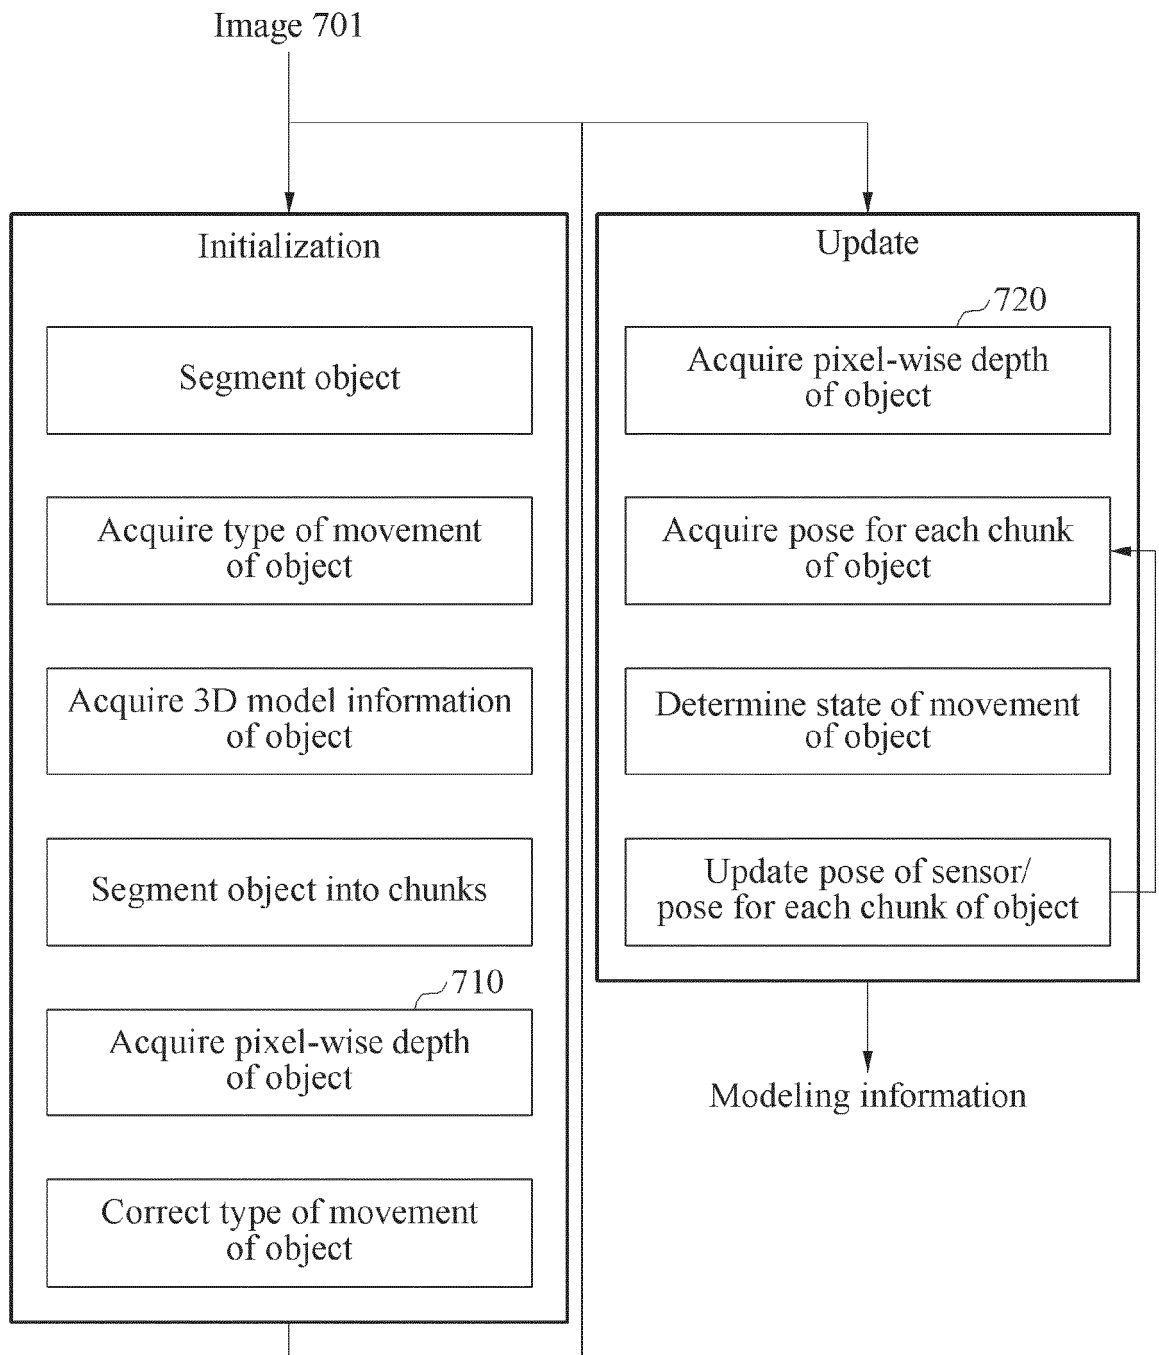 Image 701
Initialization
Segment object
Acquire type of movement
of object
Acquire 3D model information
of object
Segment object into chunks
710
Acquire pixel-wise depth
of object
Correct type of movement
of object
Update
720
Acquire pixel-wise depth
of object
Acquire pose for each chunk
of object
Determine state of movement
of object
Update pose of sensor/
pose for each chunk of object
Modeling information